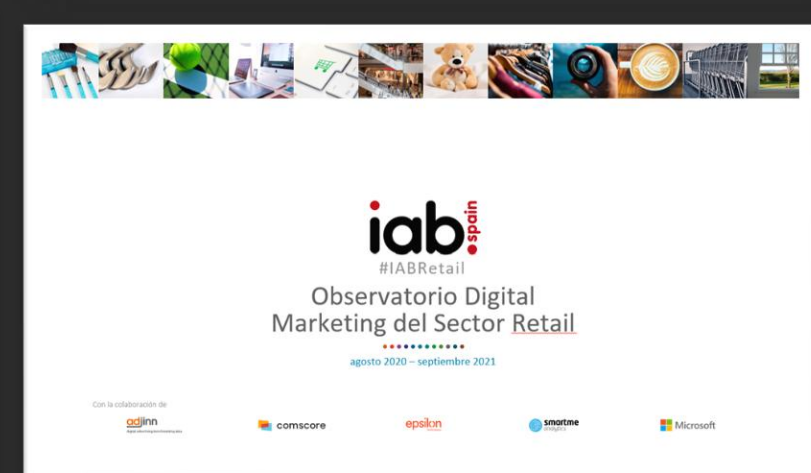 iab
spain
#IABRetail
Observatorio Digital
Marketing del Sector Retail
agosto 2020 – septiembre 2021
Con la colaboración de
adjinn
comscore
epsilon
smartme
analytics
Microsoft